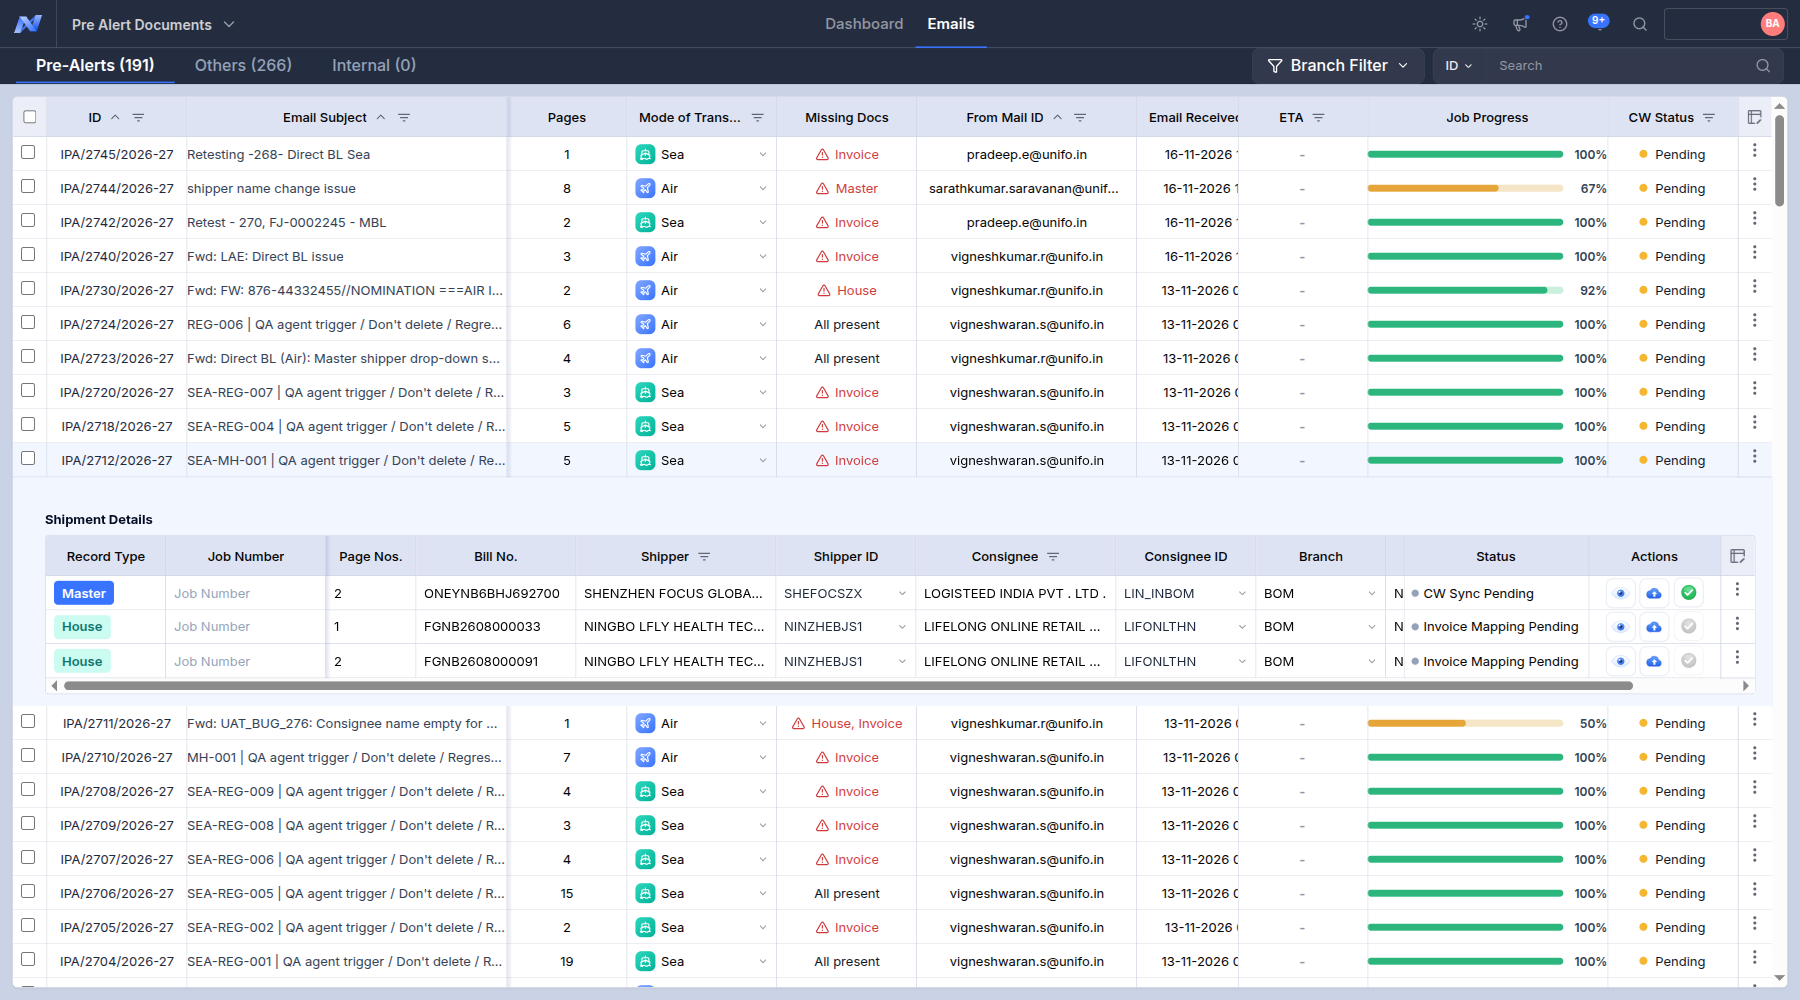 Pre Alert Documents Dashboard Emails 9+ BA
Pre-Alerts (191) Others (266) Internal (0) Branch Filter ID Search
ID Email Subject Pages Mode of Trans... Missing Docs From Mail ID Email Received ETA Job Progress CW Status
IPA/2745/2026-27 Retesting -268- Direct BL Sea 1 Sea Invoice pradeep.e@unifo.in 16-11-2026 - 100% Pending
IPA/2744/2026-27 shipper name change issue 8 Air Master sarathkumar.saravanan@unif... 16-11-2026 1 - 67% Pending
IPA/2742/2026-27 Retest - 270, FJ-0002245 - MBL 2 Sea Invoice pradeep.e@unifo.in 16-11-2026 - 100% Pending
IPA/2740/2026-27 Fwd: LAE: Direct BL issue 3 Air Invoice vigneshkumar.r@unifo.in 16-11-2026 - 100% Pending
IPA/2730/2026-27 Fwd: FW: 876-44332455//NOMINATION ===AIR I... 2 Air House vigneshkumar.r@unifo.in 13-11-2026 0 - 92% Pending
IPA/2724/2026-27 REG-006 | QA agent trigger / Don't delete / Regre... 6 Air All present vigneshwaran.s@unifo.in 13-11-2026 0 - 100% Pending
IPA/2723/2026-27 Fwd: Direct BL (Air): Master shipper drop-down s... 4 Air All present vigneshkumar.r@unifo.in 13-11-2026 0 - 100% Pending
IPA/2720/2026-27 SEA-REG-007 | QA agent trigger / Don't delete / R... 3 Sea Invoice vigneshwaran.s@unifo.in 13-11-2026 0 - 100% Pending
IPA/2718/2026-27 SEA-REG-004 | QA agent trigger / Don't delete / R... 5 Sea Invoice vigneshwaran.s@unifo.in 13-11-2026 0 - 100% Pending
IPA/2712/2026-27 SEA-MH-001 | QA agent trigger / Don't delete / Re... 5 Sea Invoice vigneshwaran.s@unifo.in 13-11-2026 0 - 100% Pending
Shipment Details
Record Type Job Number Page Nos. Bill No. Shipper Shipper ID Consignee Consignee ID Branch Status Actions
Master Job Number 2 ONEYNB6BHJ692700 SHENZHEN FOCUS GLOBA... SHEFOCSZX LOGISTEED INDIA PVT . LTD . LIN_INBOM BOM N CW Sync Pending
House Job Number 1 FGNB2608000033 NINGBO LFLY HEALTH TEC... NINZHEBJS1 LIFELONG ONLINE RETAIL ... LIFONLTHN BOM N Invoice Mapping Pending
House Job Number 2 FGNB2608000091 NINGBO LFLY HEALTH TEC... NINZHEBJS1 LIFELONG ONLINE RETAIL ... LIFONLTHN BOM N Invoice Mapping Pending
IPA/2711/2026-27 Fwd: UAT_BUG_276: Consignee name empty for ... 1 Air House, Invoice vigneshkumar.r@unifo.in 13-11-2026 0 - 50% Pending
IPA/2710/2026-27 MH-001 | QA agent trigger / Don't delete / Regres... 7 Air Invoice vigneshwaran.s@unifo.in 13-11-2026 0 - 100% Pending
IPA/2708/2026-27 SEA-REG-009 | QA agent trigger / Don't delete / R... 4 Sea Invoice vigneshwaran.s@unifo.in 13-11-2026 0 - 100% Pending
IPA/2709/2026-27 SEA-REG-008 | QA agent trigger / Don't delete / R... 3 Sea Invoice vigneshwaran.s@unifo.in 13-11-2026 0 - 100% Pending
IPA/2707/2026-27 SEA-REG-006 | QA agent trigger / Don't delete / R... 4 Sea Invoice vigneshwaran.s@unifo.in 13-11-2026 0 - 100% Pending
IPA/2706/2026-27 SEA-REG-005 | QA agent trigger / Don't delete / R... 15 Sea All present vigneshwaran.s@unifo.in 13-11-2026 0 - 100% Pending
IPA/2705/2026-27 SEA-REG-002 | QA agent trigger / Don't delete / R... 2 Sea Invoice vigneshwaran.s@unifo.in 13-11-2026 - 100% Pending
IPA/2704/2026-27 SEA-REG-001 | QA agent trigger / Don't delete / R... 19 Sea All present vigneshwaran.s@unifo.in 13-11-2026 0 - 100% Pending